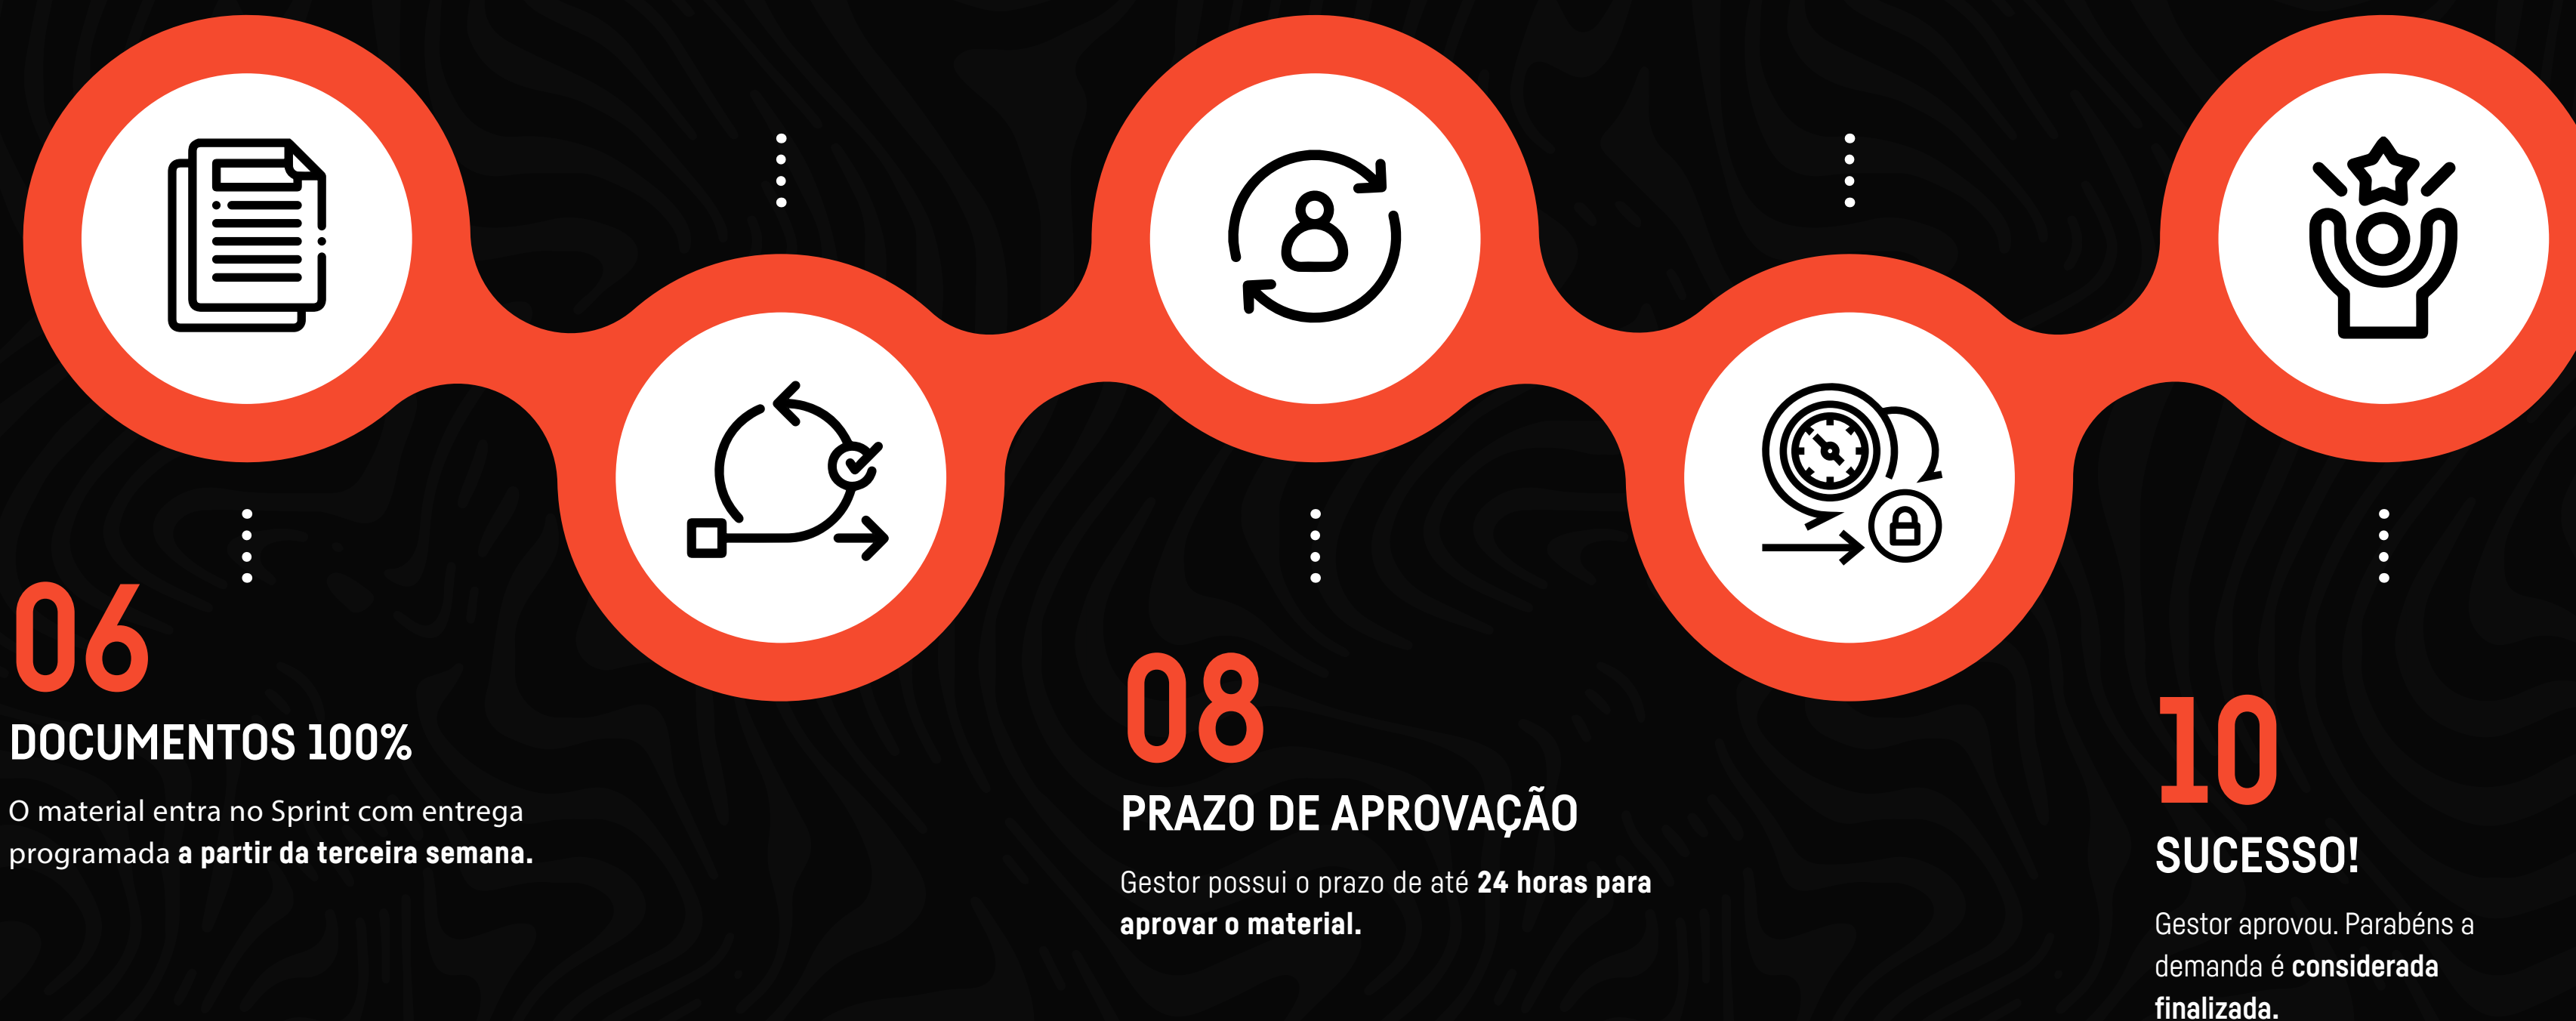 06
DOCUMENTOS 100%
O material entra no Sprint com entrega
programada a partir da terceira semana.
08
PRAZO DE APROVAÇÃO
Gestor possui o prazo de até 24 horas para
aprovar o material.
10
SUCESSO!
Gestor aprovou. Parabéns a
demanda é considerada
finalizada.